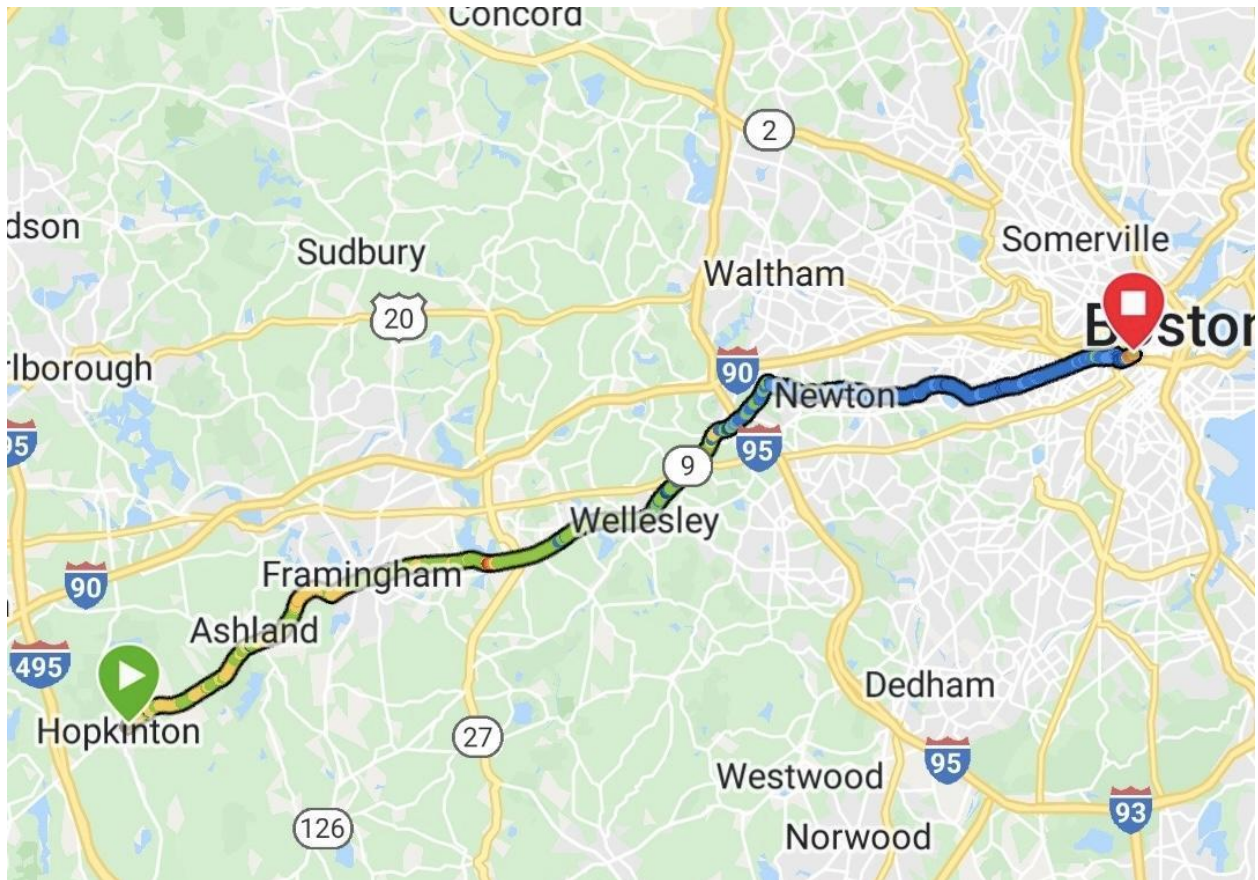 Concord
2
dson
Somerville
Sudbury
Waltham
20
Boston
rlborough
90
Newton
95
95
9
Wellesley
Framingham
90
Ashland
495
Dedham
Hopkinton
27
95
Westwood
93
126
Norwood